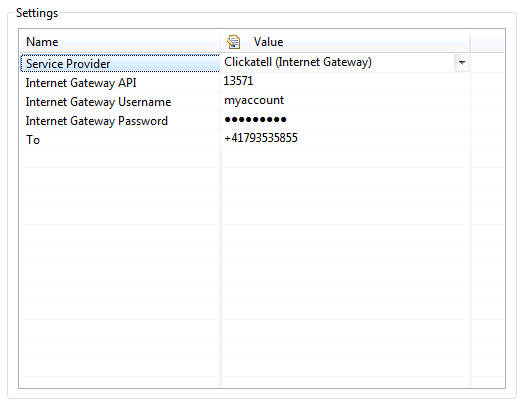 Settings
Name Value
Service Provider Clickatell (Internet Gateway)
Internet Gateway API 13571
Internet Gateway Username myaccount
Internet Gateway Password ●●●●●●●●●
To +41793535855